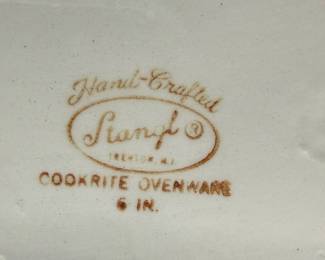 Hand-Crafted
Stangl ®
TRENTON, N.J.
COOKRITE OVENWARE
6 IN.